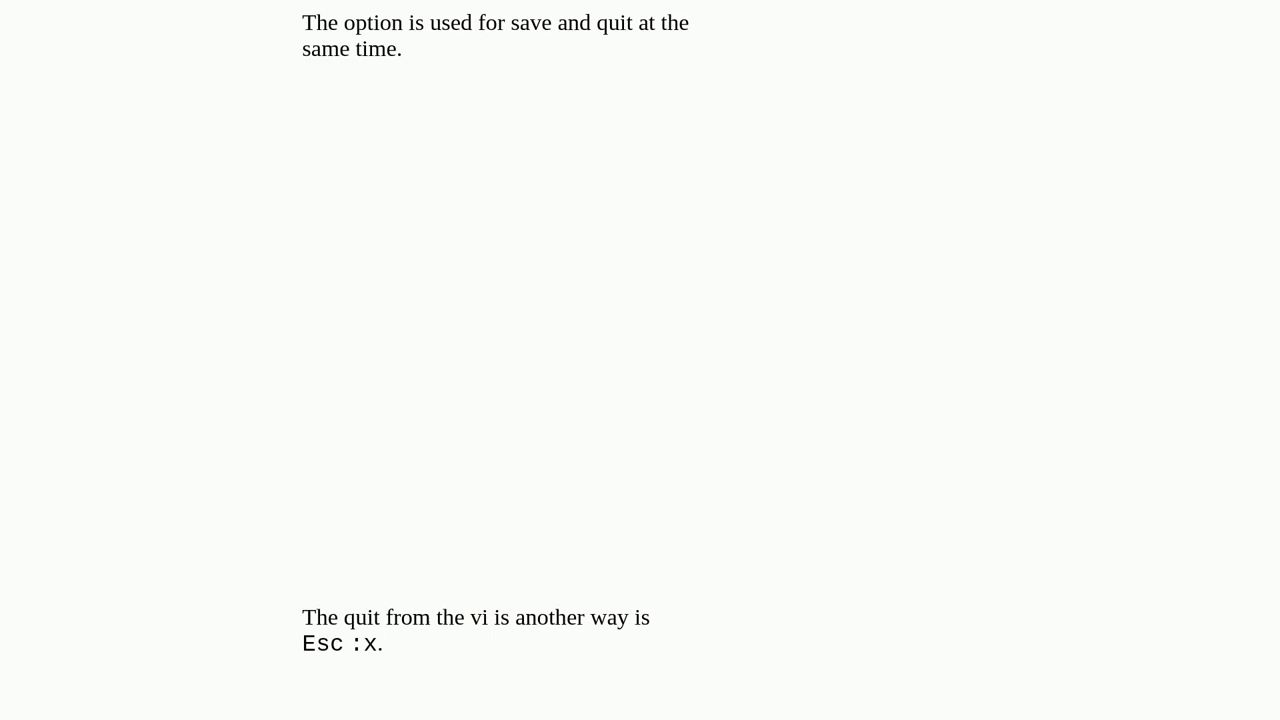 The option is used for save and quit at the
same time.
The quit from the vi is another way is
Esc :x.